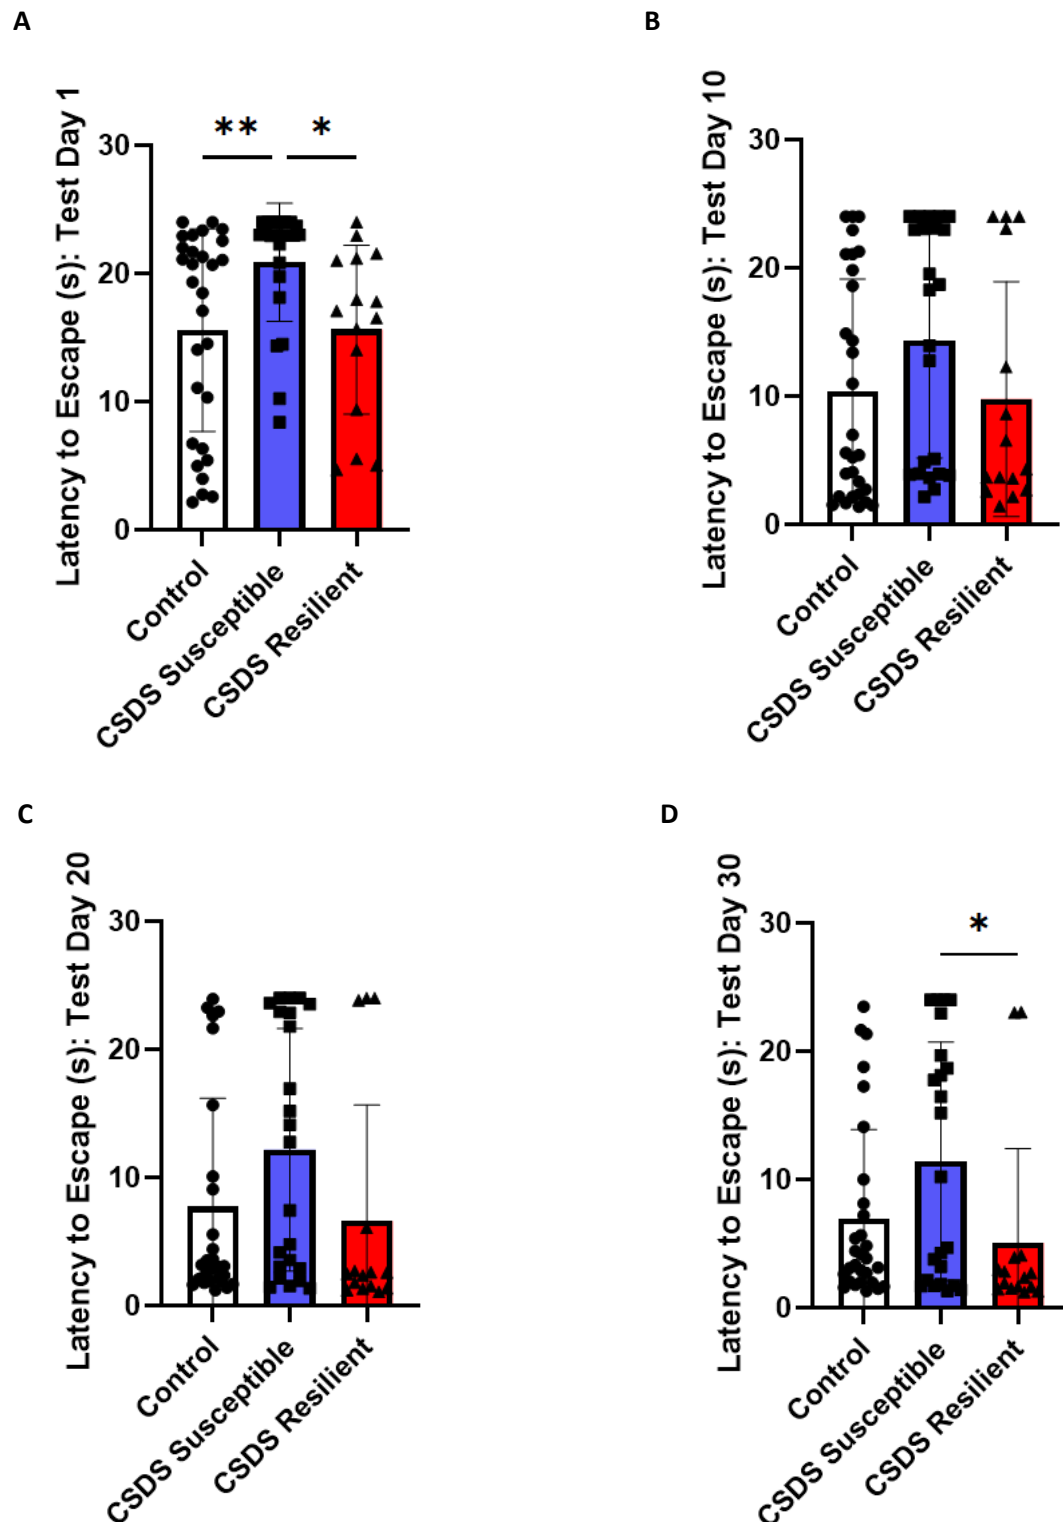 A
Latency to Escape (s): Test Day 1
30
20
10
0
** *
Control
CSDS Susceptible
CSDS Resilient
B
Latency to Escape (s): Test Day 10
30
20
10
0
Control
CSDS Susceptible
CSDS Resilient
C
Latency to Escape (s): Test Day 20
30
20
10
0
Control
CSDS Susceptible
CSDS Resilient
D
Latency to Escape (s): Test Day 30
30
20
10
0
*
Control
CSDS Susceptible
CSDS Resilient